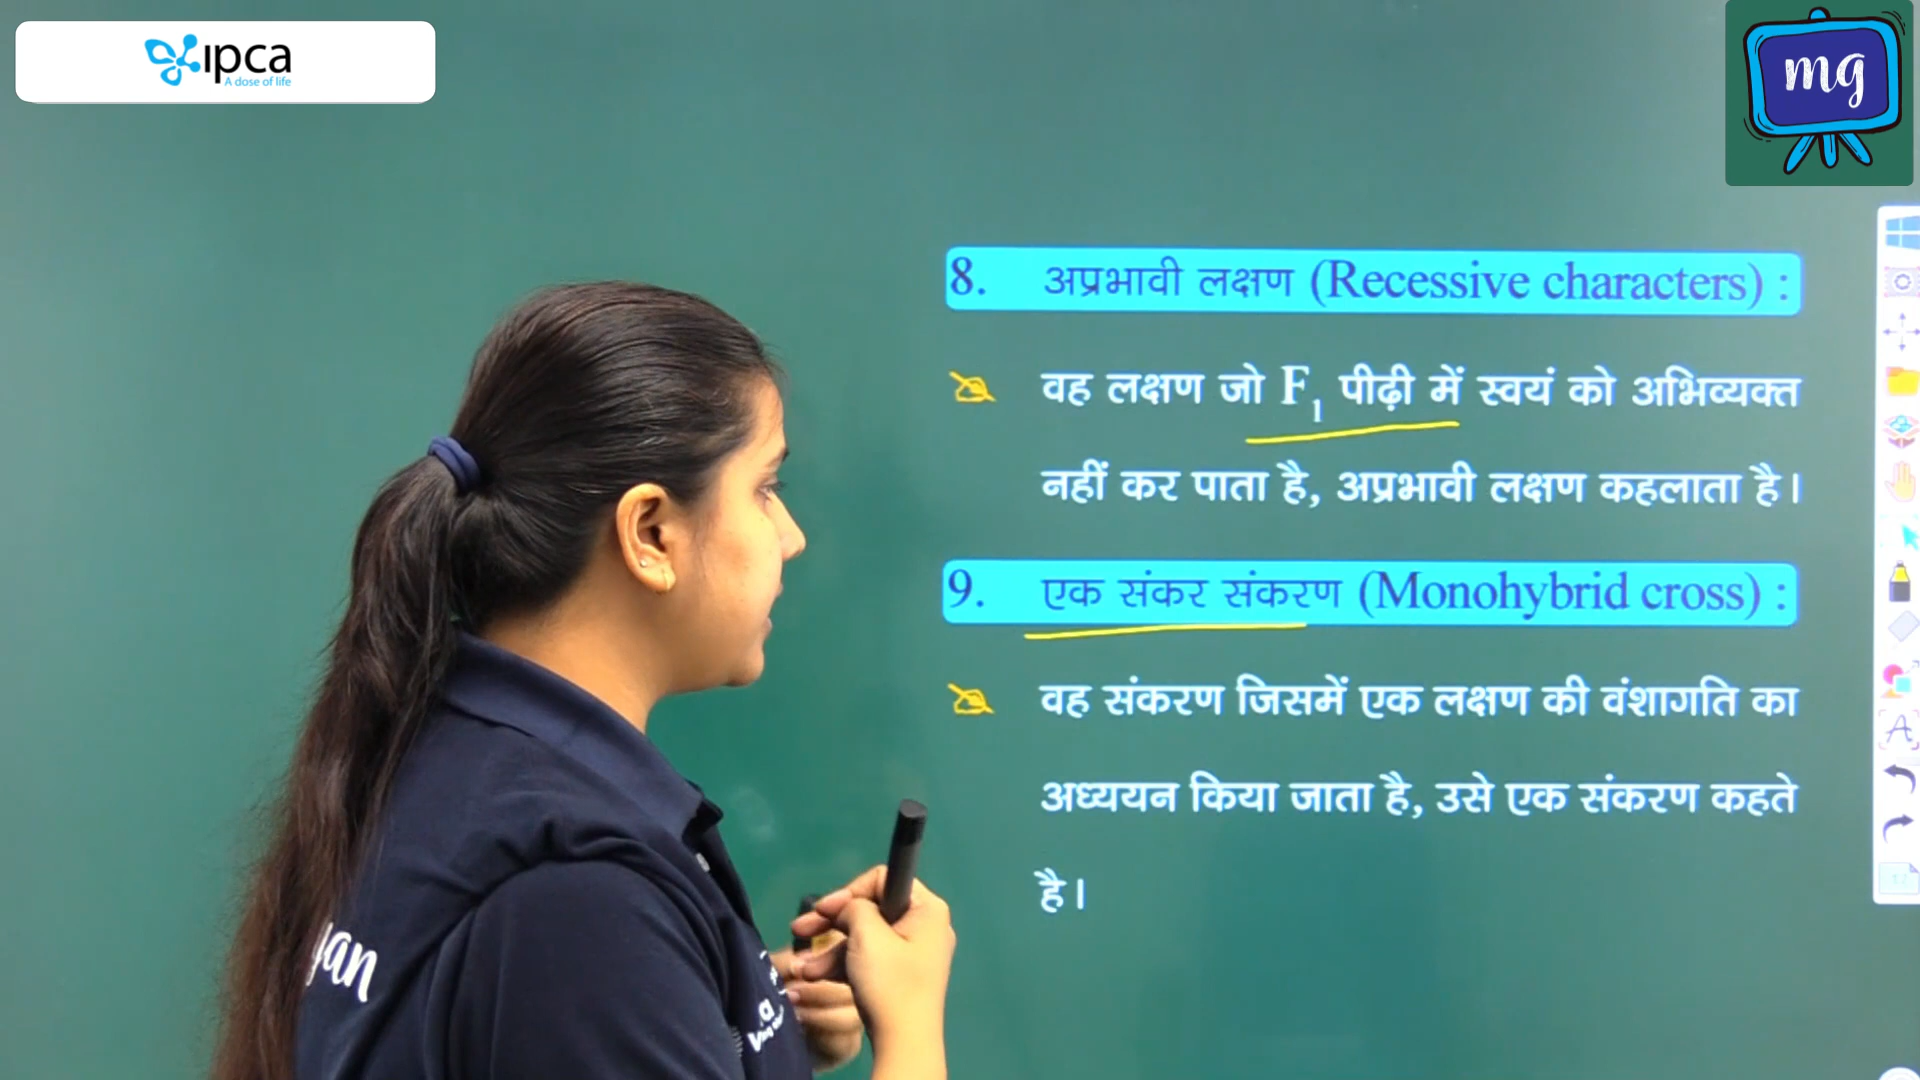 ipca
A dose of life
mg
8. अप्रभावी लक्षण (Recessive characters) :
वह लक्षण जो F1 पीढ़ी में स्वयं को अभिव्यक्त
नहीं कर पाता है, अप्रभावी लक्षण कहलाता है।
9. एक संकर संकरण (Monohybrid cross) :
वह संकरण जिसमें एक लक्षण की वंशागति का
अध्ययन किया जाता है, उसे एक संकरण कहते
है।